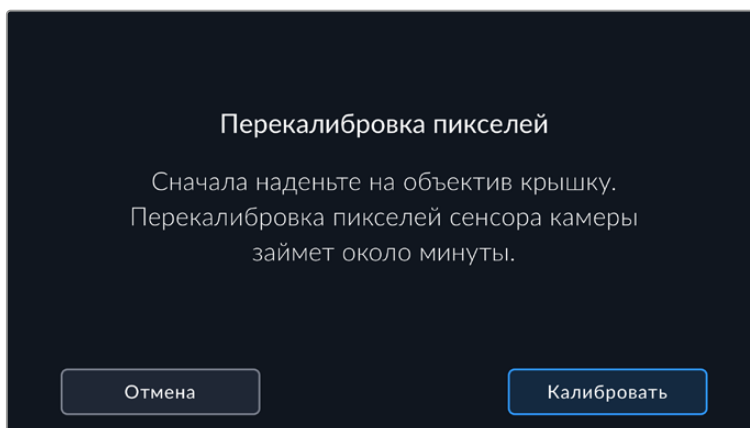 Перекалибровка пикселей
Сначала наденьте на объектив крышку.
Перекалибровка пикселей сенсора камеры
займет около минуты.
Отмена
Калибровать